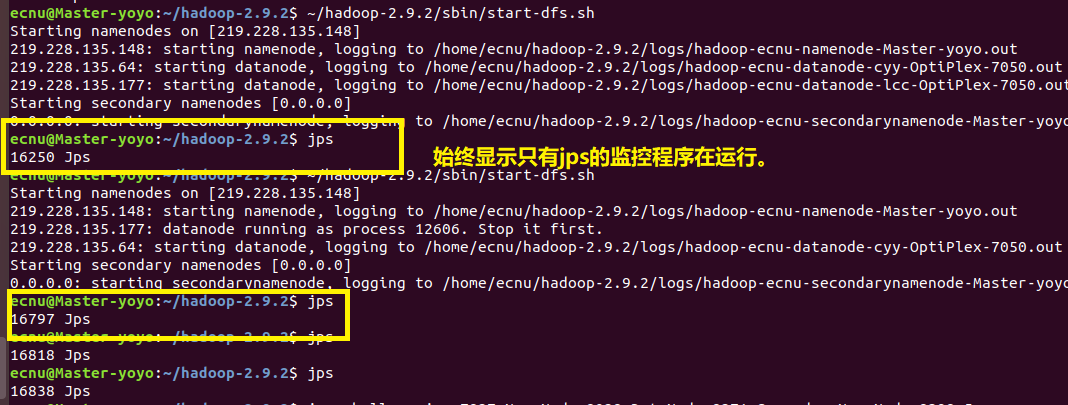 ecnu@Master-yoyo:~/hadoop-2.9.2$ ~/hadoop-2.9.2/sbin/start-dfs.sh
Starting namenodes on [219.228.135.148]
219.228.135.148: starting namenode, logging to /home/ecnu/hadoop-2.9.2/logs/hadoop-ecnu-namenode-Master-yoyo.out
219.228.135.64: starting datanode, logging to /home/ecnu/hadoop-2.9.2/logs/hadoop-ecnu-datanode-cyy-OptiPlex-7050.out
219.228.135.177: starting datanode, logging to /home/ecnu/hadoop-2.9.2/logs/hadoop-ecnu-datanode-lcc-OptiPlex-7050.out
Starting secondary namenodes [0.0.0.0]
0.0.0.0: starting secondarynamenode, logging to /home/ecnu/hadoop-2.9.2/logs/hadoop-ecnu-secondarynamenode-Master-yoyo
ecnu@Master-yoyo:~/hadoop-2.9.2$ jps
16250 Jps
始终显示只有jps的监控程序在运行。
ecnu@Master-yoyo:~/hadoop-2.9.2$ ~/hadoop-2.9.2/sbin/start-dfs.sh
Starting namenodes on [219.228.135.148]
219.228.135.148: starting namenode, logging to /home/ecnu/hadoop-2.9.2/logs/hadoop-ecnu-namenode-Master-yoyo.out
219.228.135.177: datanode running as process 12606. Stop it first.
219.228.135.64: starting datanode, logging to /home/ecnu/hadoop-2.9.2/logs/hadoop-ecnu-datanode-cyy-OptiPlex-7050.out
Starting secondary namenodes [0.0.0.0]
0.0.0.0: starting secondarynamenode, logging to /home/ecnu/hadoop-2.9.2/logs/hadoop-ecnu-secondarynamenode-Master-yoyo
ecnu@Master-yoyo:~/hadoop-2.9.2$ jps
16797 Jps
ecnu@Master-yoyo:~/hadoop-2.9.2$ jps
16818 Jps
ecnu@Master-yoyo:~/hadoop-2.9.2$ jps
16838 Jps